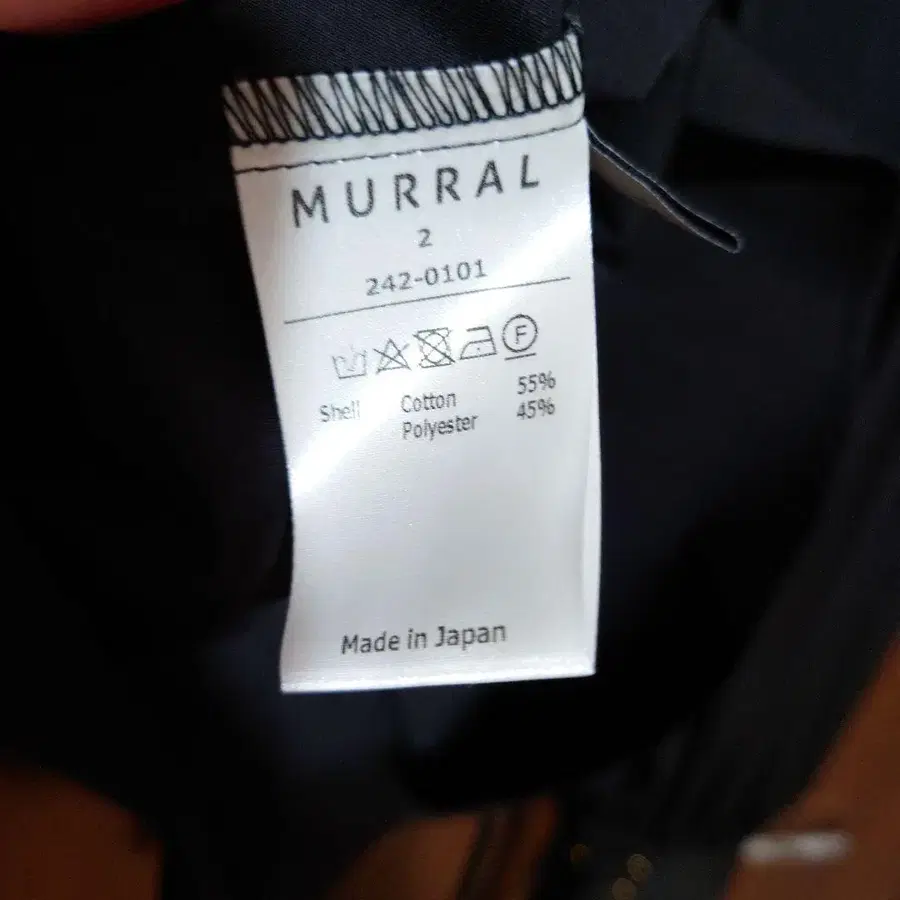 MURRAL
2
242-0101
F
Shell Cotton 55%
Polyester 45%
Made in Japan